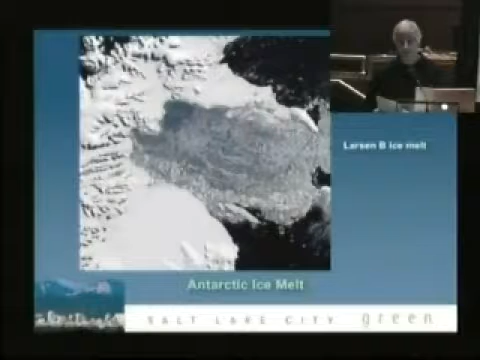 Larsen B ice melt
Antarctic Ice Melt
SALT LAKE CITY green